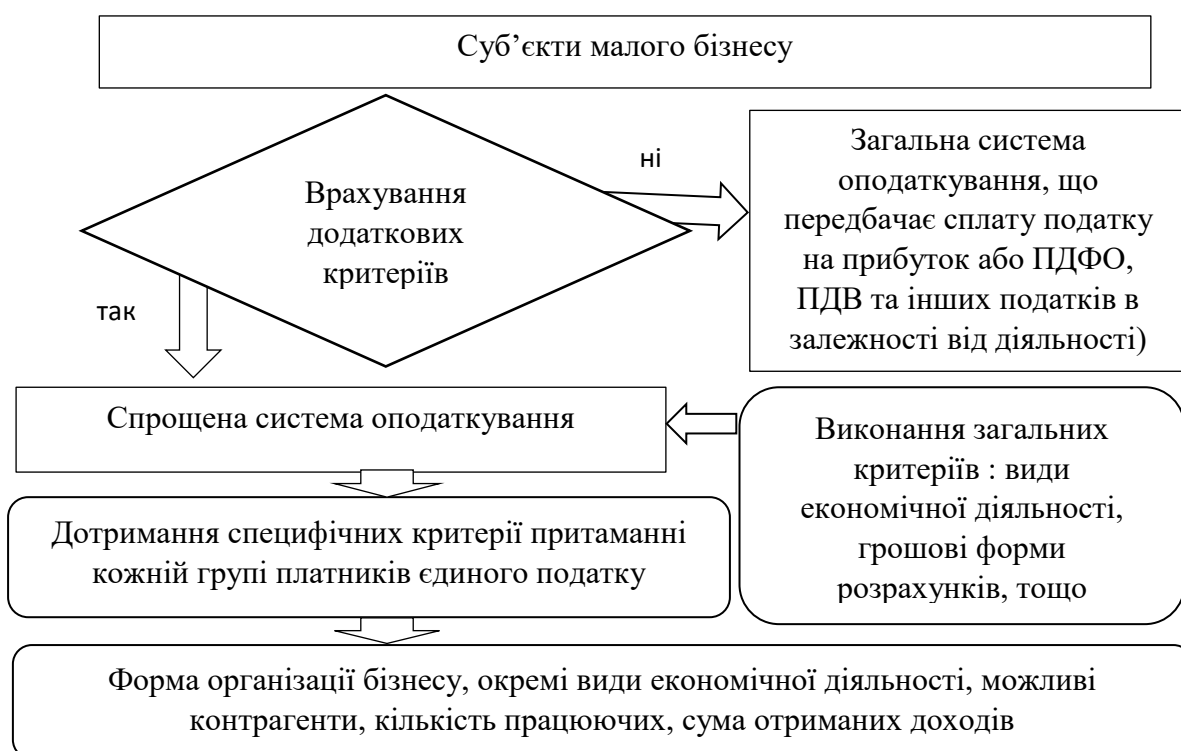 Суб’єкти малого бізнесу
Врахування
додаткових
критеріїв
ні
Загальна система
оподаткування, що
передбачає сплату податку
на прибуток або ПДФО,
ПДВ та інших податків в
залежності від діяльності)
так
Спрощена система оподаткування
Виконання загальних
критеріїв : види
економічної діяльності,
грошові форми
розрахунків, тощо
Дотримання специфічних критерії притаманні
кожній групі платників єдиного податку
Форма організації бізнесу, окремі види економічної діяльності, можливі
контрагенти, кількість працюючих, сума отриманих доходів